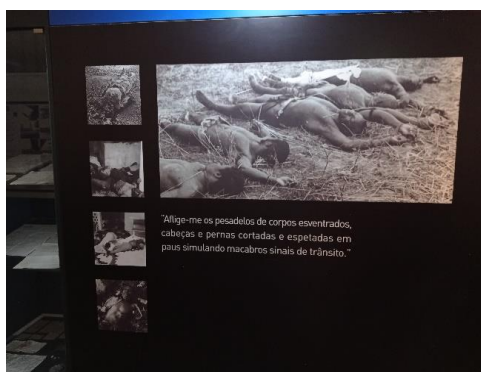 "Aflige-me os pesadelos de corpos esventrados,
cabeças e pernas cortadas e espetadas em
paus simulando macabros sinais de trânsito."